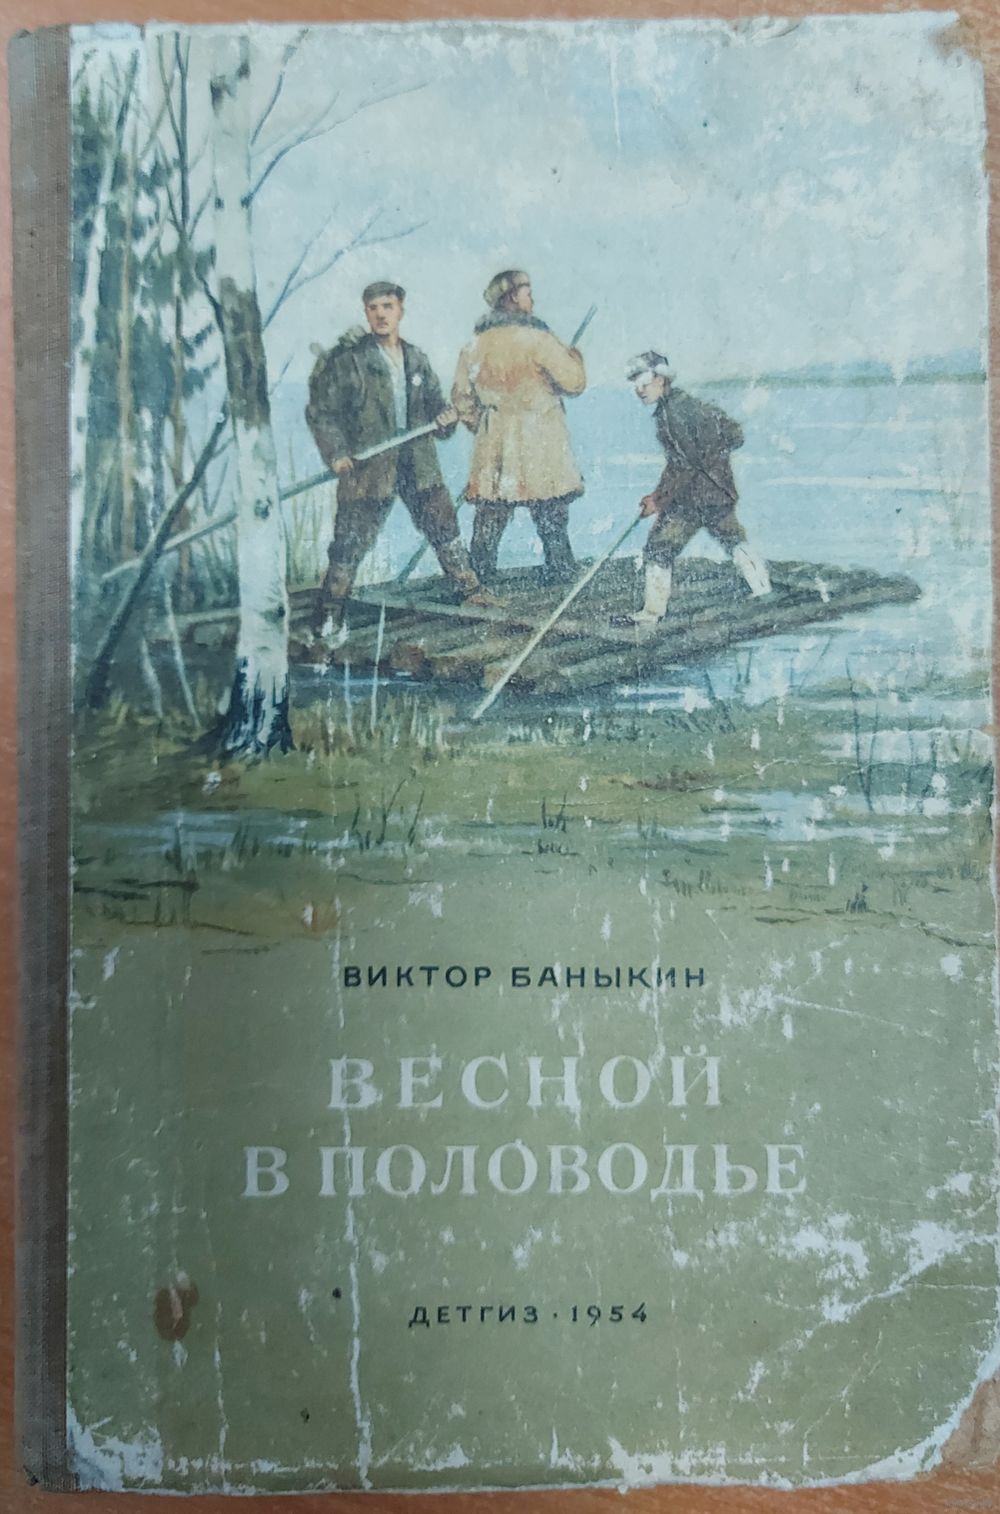 ВИКТОР БАНЫКИН
ВЕСНОЙ
В ПОЛОВОДЬЕ
ДЕТГИЗ · 1954